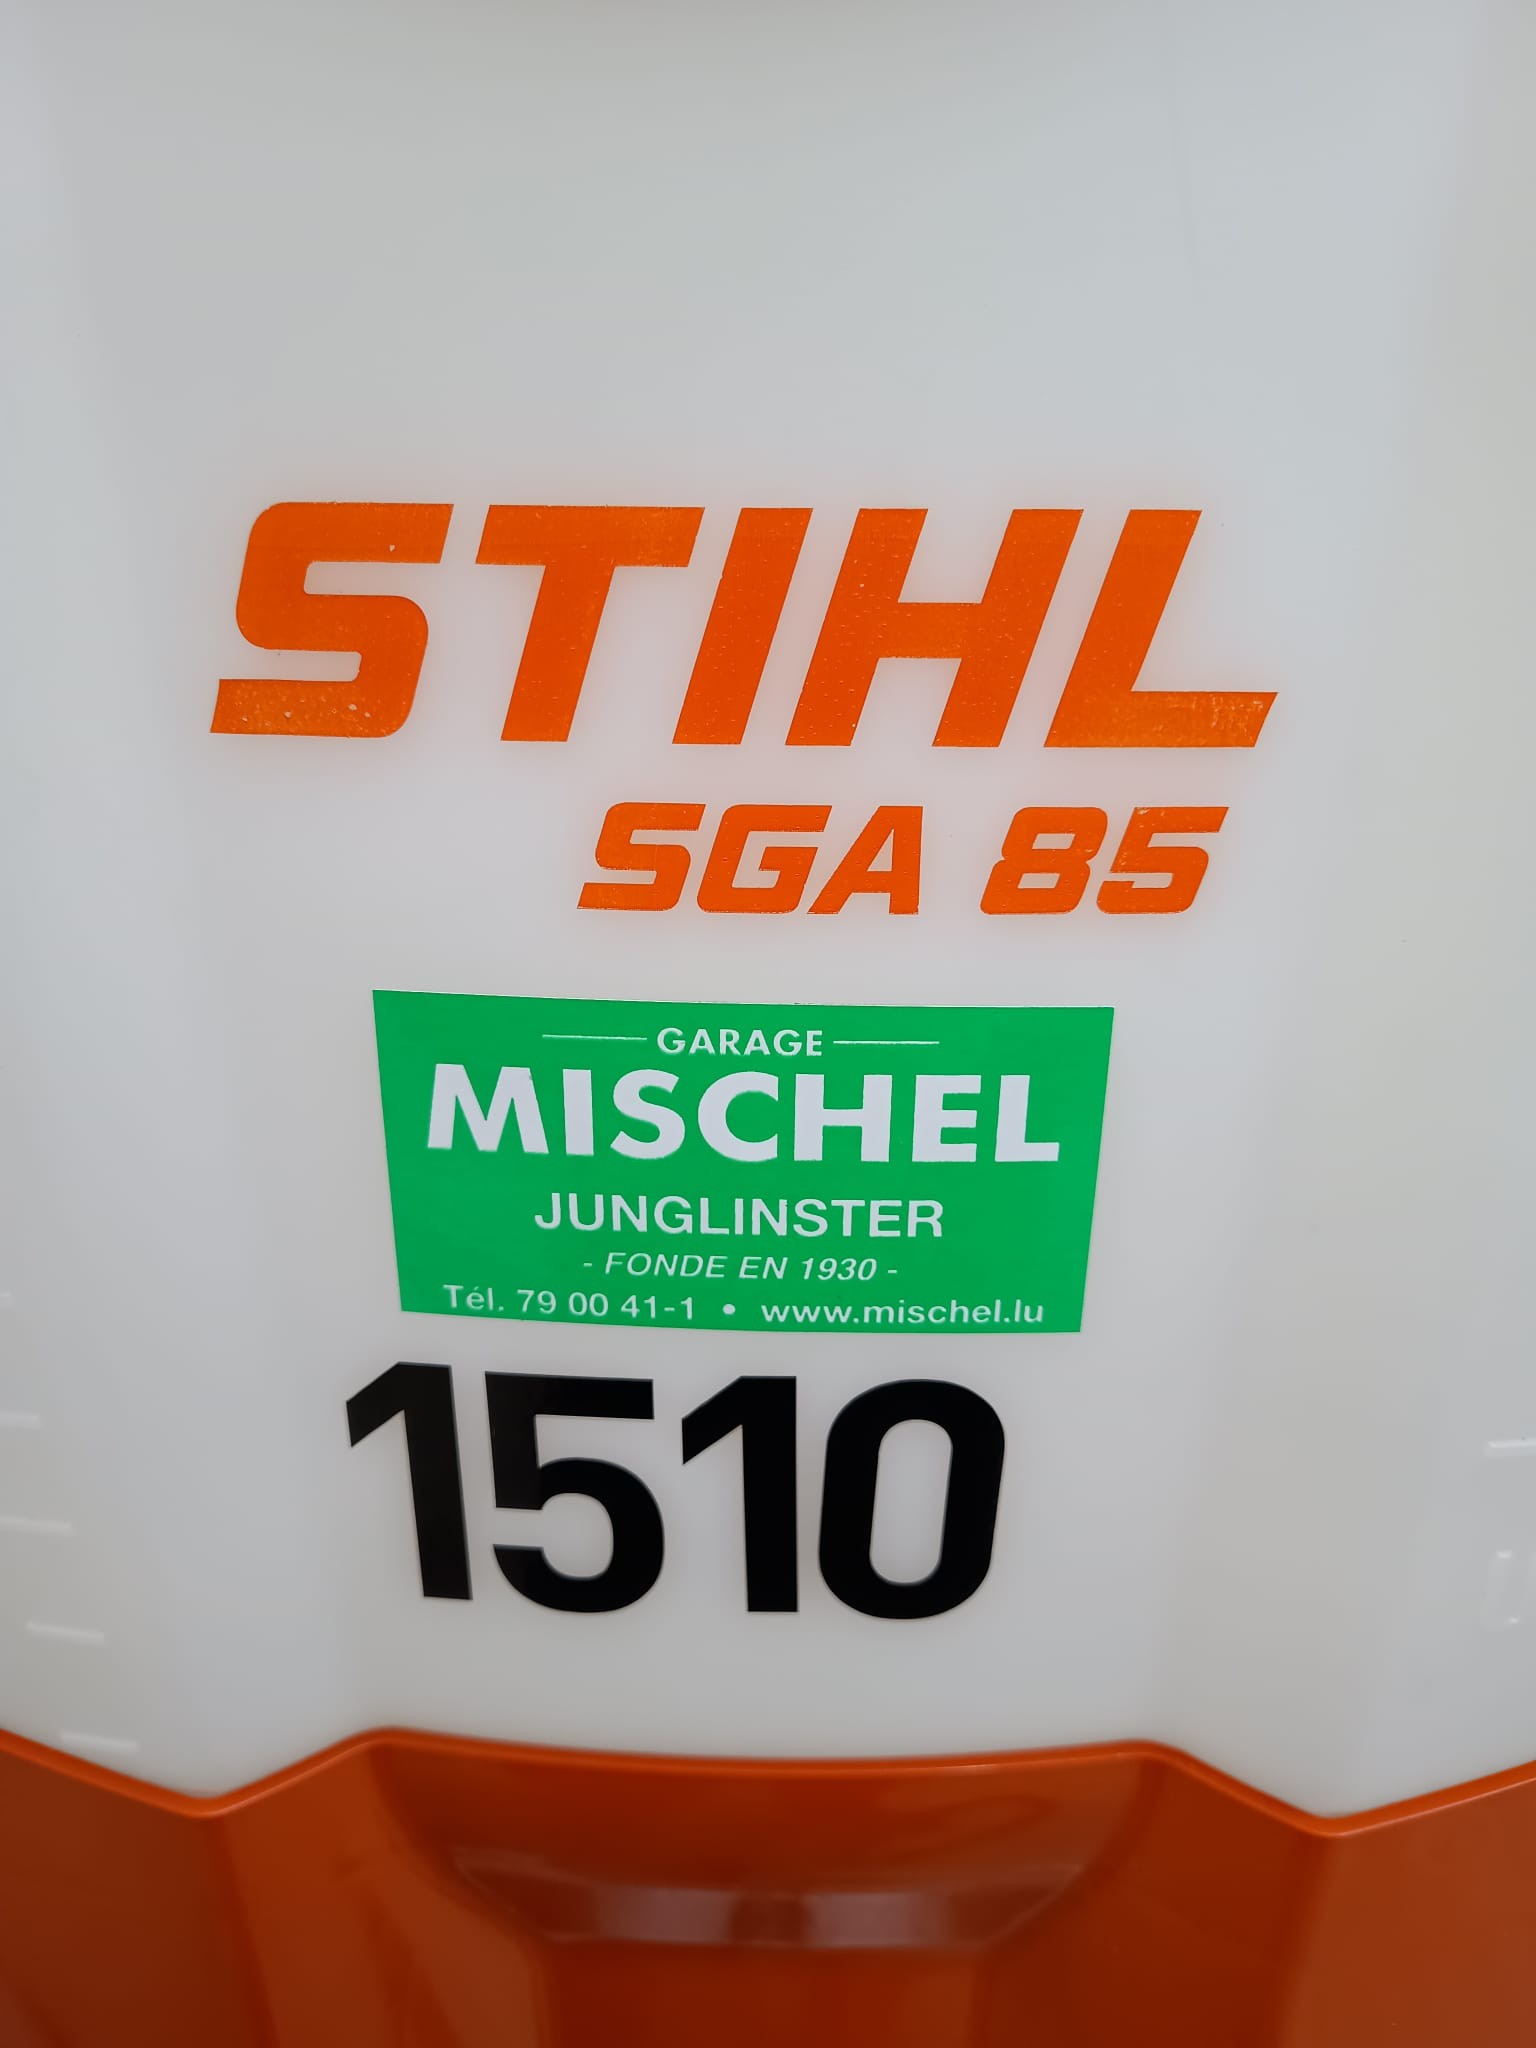 STIHL
SGA 85
GARAGE
MISCHEL
JUNGLINSTER
- FONDE EN 1930 -
Tél. 79 00 41-1 • www.mischel.lu
1510